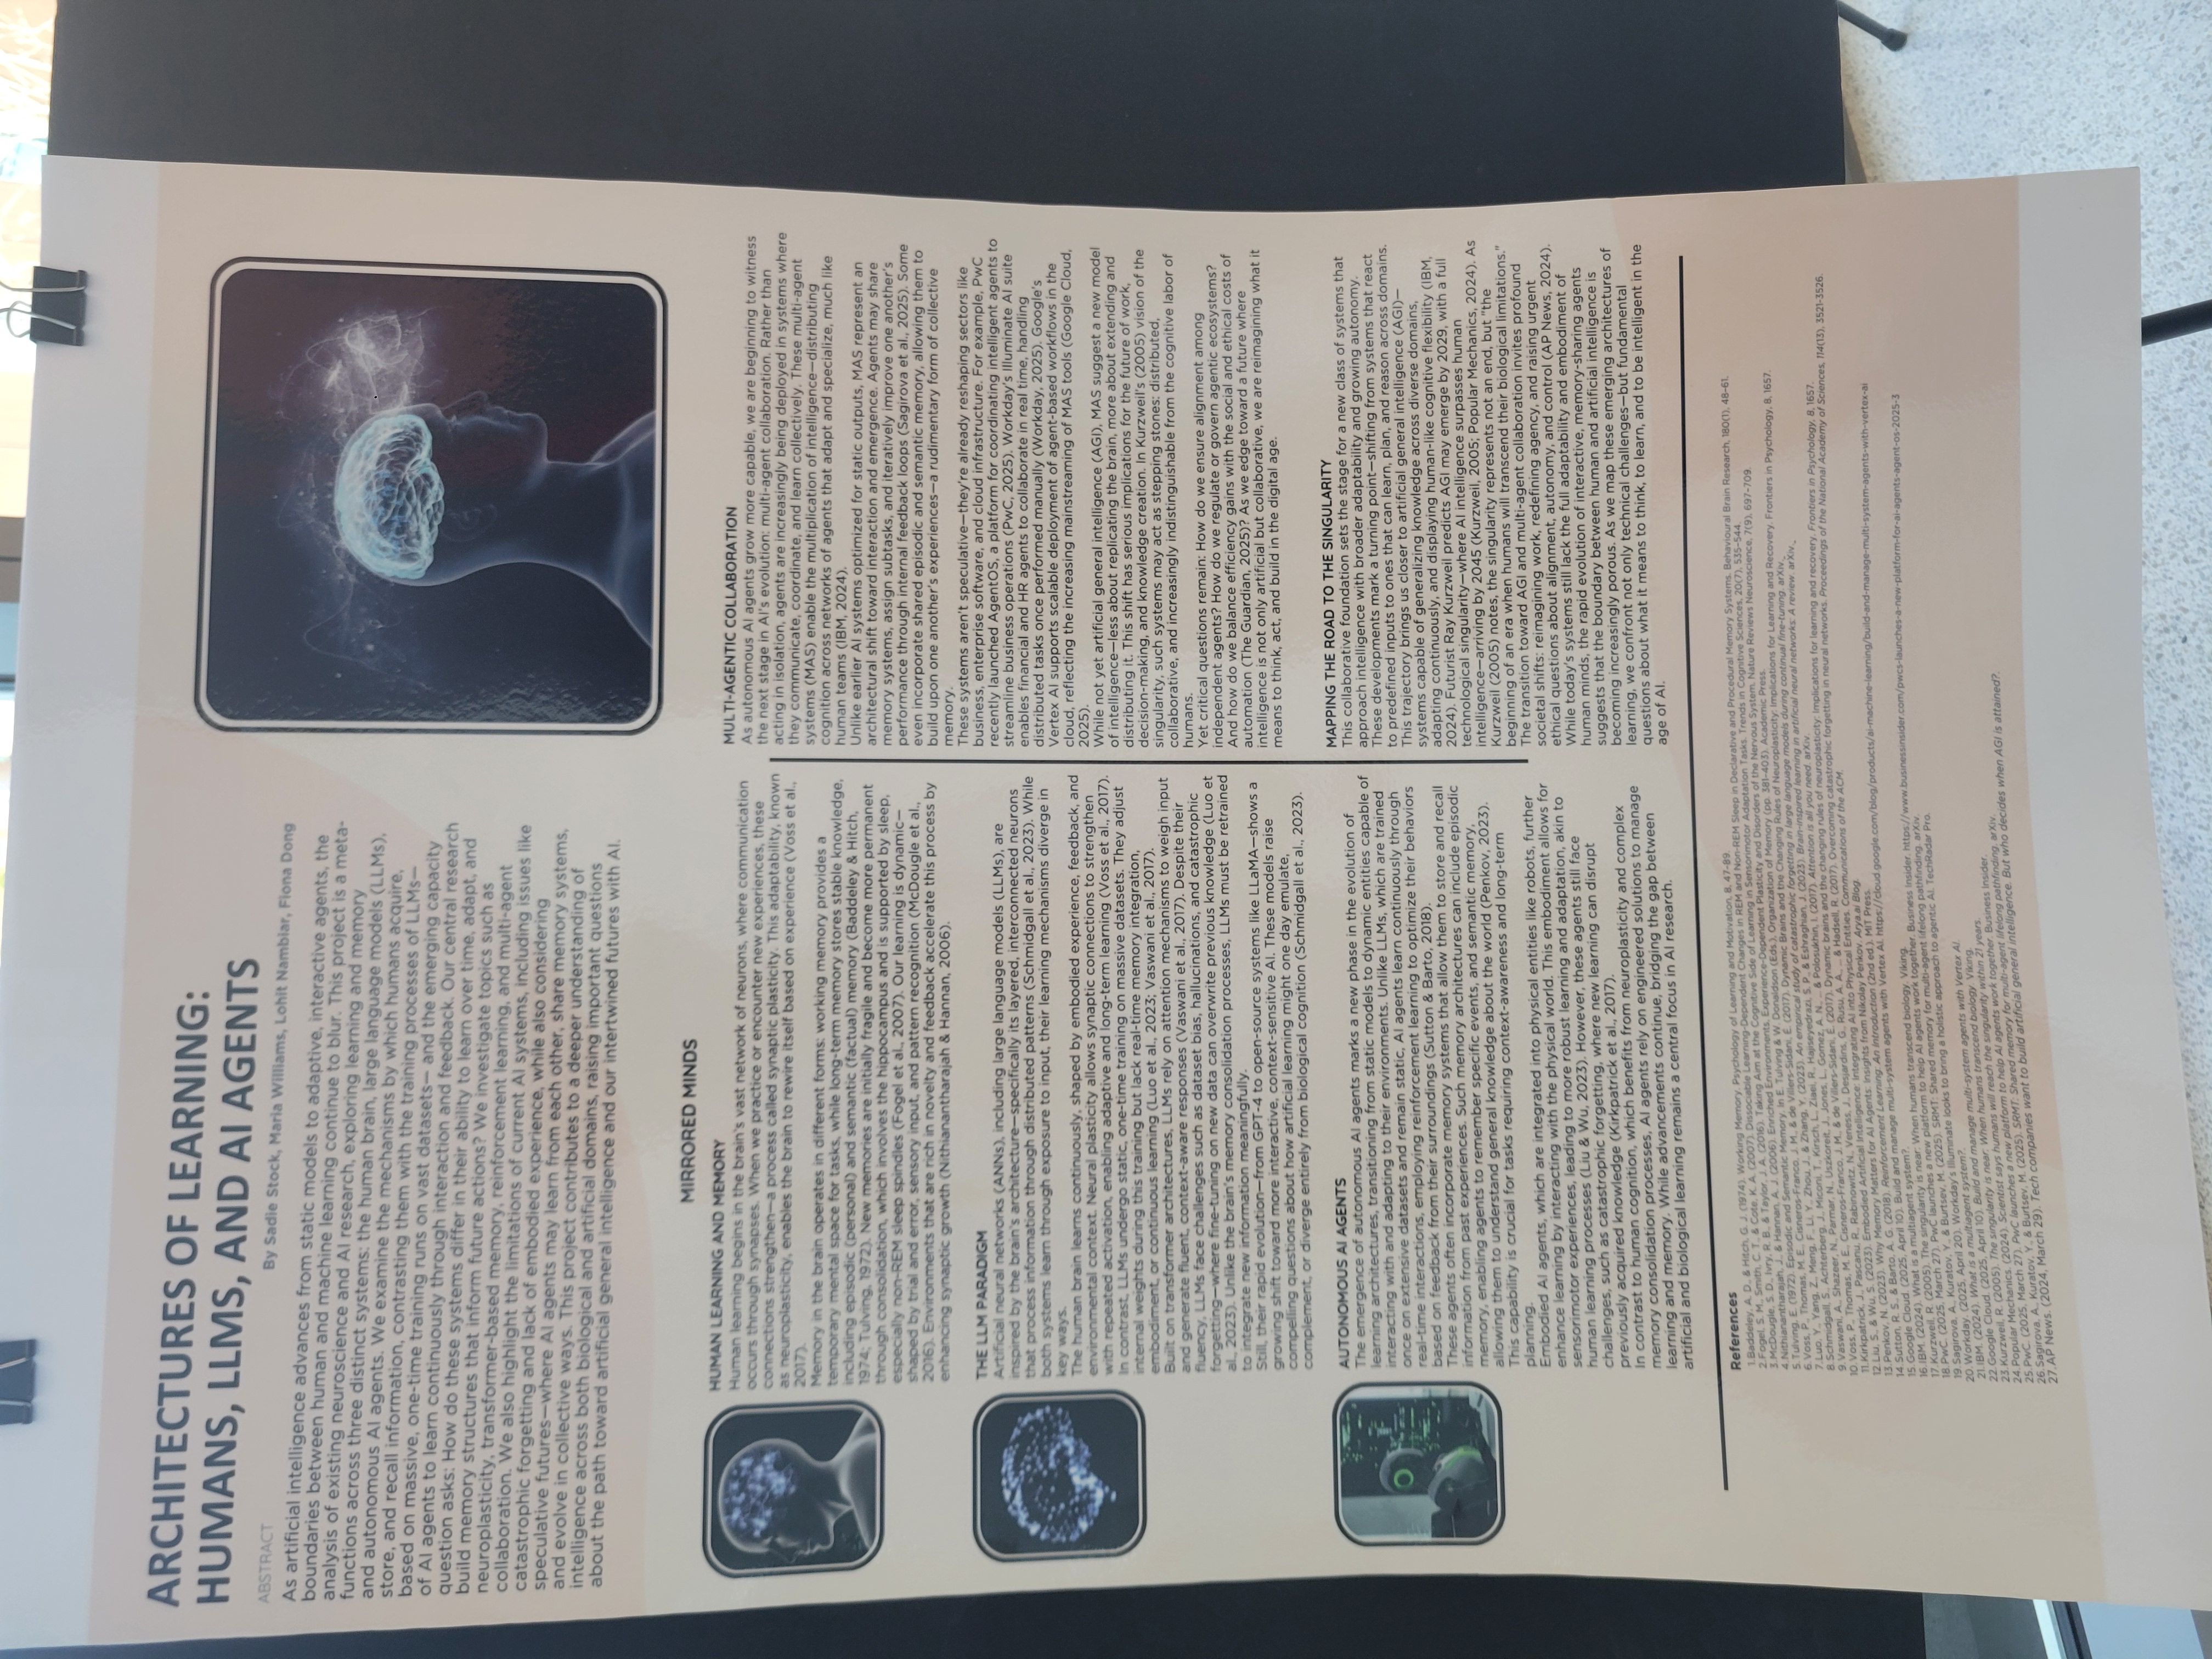 ARCHITECTURES OF LEARNING:
HUMANS, LLMS, AND AI AGENTS
ABSTRACT
By Sadie Stock, Maria Williams, Lohit Nambiar, Fiona Dong
As artificial intelligence advances from static models to adaptive, interactive agents, the
boundaries between human and machine learning continue to blur. This project is a meta-
analysis of existing neuroscience and AI research, exploring learning and memory
functions across three distinct systems: the human brain, large language models (LLMs),
and autonomous AI agents. We examine the mechanisms by which humans acquire,
store, and recall information, contrasting them with the training processes of LLMs—
based on massive, one-time training runs on vast datasets— and the emerging capacity
of AI agents to learn continuously through interaction and feedback. Our central research
question asks: How do these systems differ in their ability to learn over time, adapt, and
build memory structures that inform future actions? We investigate topics such as
neuroplasticity, transformer-based memory, reinforcement learning, and multi-agent
collaboration. We also highlight the limitations of current AI systems, including issues like
catastrophic forgetting and lack of embodied experience, while also considering
speculative futures—where AI agents may learn from each other, share memory systems,
and evolve in collective ways. This project contributes to a deeper understanding of
intelligence across both biological and artificial domains, raising important questions
about the path toward artificial general intelligence and our intertwined futures with AI.
MIRRORED MINDS
HUMAN LEARNING AND MEMORY
Human learning begins in the brain's vast network of neurons, where communication
occurs through synapses. When we practice or encounter new experiences, these
connections strengthen—a process called synaptic plasticity. This adaptability, known
as neuroplasticity, enables the brain to rewire itself based on experience (Voss et al.,
2017).
Memory in the brain operates in different forms: working memory provides a
temporary mental space for tasks, while long-term memory stores stable knowledge,
including episodic (personal) and semantic (factual) memory (Baddeley & Hitch,
1974; Tulving, 1972). New memories are initially fragile and become more permanent
through consolidation, which involves the hippocampus and is supported by sleep,
especially non-REM sleep spindles (Fogel et al., 2007). Our learning is dynamic—
shaped by trial and error, sensory input, and pattern recognition (McDougle et al.,
2016). Environments that are rich in novelty and feedback accelerate this process by
enhancing synaptic growth (Nithianantharajah & Hannan, 2006).
THE LLM PARADIGM
Artificial neural networks (ANNs), including large language models (LLMs), are
inspired by the brain's architecture—specifically its layered, interconnected neurons
that process information through distributed patterns (Schmidgall et al., 2023). While
both systems learn through exposure to input, their learning mechanisms diverge in
key ways.
The human brain learns continuously, shaped by embodied experience, feedback, and
environmental context. Neural plasticity allows synaptic connections to strengthen
with repeated activation, enabling adaptive and long-term learning (Voss et al., 2017).
In contrast, LLMs undergo static, one-time training on massive datasets. They adjust
internal weights during this training but lack real-time memory integration,
embodiment, or continuous learning (Luo et al., 2023; Vaswani et al., 2017).
Built on transformer architectures, LLMs rely on attention mechanisms to weigh input
and generate fluent, context-aware responses (Vaswani et al., 2017). Despite their
fluency, LLMs face challenges such as dataset bias, hallucinations, and catastrophic
forgetting—where fine-tuning on new data can overwrite previous knowledge (Luo et
al., 2023). Unlike the brain's memory consolidation processes, LLMs must be retrained
to integrate new information meaningfully.
Still, their rapid evolution—from GPT-4 to open-source systems like LLaMA—shows a
growing shift toward more interactive, context-sensitive AI. These models raise
compelling questions about how artificial learning might one day emulate,
complement, or diverge entirely from biological cognition (Schmidgall et al., 2023).
AUTONOMOUS AI AGENTS
The emergence of autonomous AI agents marks a new phase in the evolution of
learning architectures, transitioning from static models to dynamic entities capable of
interacting with and adapting to their environments. Unlike LLMs, which are trained
once on extensive datasets and remain static, AI agents learn continuously through
real-time interactions, employing reinforcement learning to optimize their behaviors
based on feedback from their surroundings (Sutton & Barto, 2018).
These agents often incorporate memory systems that allow them to store and recall
information from past experiences. Such memory architectures can include episodic
memory, enabling agents to remember specific events, and semantic memory,
allowing them to understand general knowledge about the world (Penkov, 2023).
This capability is crucial for tasks requiring context-awareness and long-term
planning.
Embodied AI agents, which are integrated into physical entities like robots, further
enhance learning by interacting with the physical world. This embodiment allows for
sensorimotor experiences, leading to more robust learning and adaptation, akin to
human learning processes (Liu & Wu, 2023). However, these agents still face
challenges, such as catastrophic forgetting, where new learning can disrupt
previously acquired knowledge (Kirkpatrick et al., 2017).
In contrast to human cognition, which benefits from neuroplasticity and complex
memory consolidation processes, AI agents rely on engineered solutions to manage
learning and memory. While advancements continue, bridging the gap between
artificial and biological learning remains a central focus in AI research.
MULTI-AGENTIC COLLABORATION
As autonomous AI agents grow more capable, we are beginning to witness
the next stage in AI's evolution: multi-agent collaboration. Rather than
acting in isolation, agents are increasingly being deployed in systems where
they communicate, coordinate, and learn collectively. These multi-agent
systems (MAS) enable the multiplication of intelligence—distributing
cognition across networks of agents that adapt and specialize, much like
human teams (IBM, 2024).
Unlike earlier AI systems optimized for static outputs, MAS represent an
architectural shift toward interaction and emergence. Agents may share
memory systems, assign subtasks, and iteratively improve one another's
performance through internal feedback loops (Sagirova et al., 2025). Some
even incorporate shared episodic and semantic memory, allowing them to
build upon one another's experiences—a rudimentary form of collective
memory.
These systems aren't speculative—they're already reshaping sectors like
business, enterprise software, and cloud infrastructure. For example, PwC
recently launched AgentOS, a platform for coordinating intelligent agents to
streamline business operations (PwC, 2025). Workday's Illuminate AI suite
enables financial and HR agents to collaborate in real time, handling
distributed tasks once performed manually (Workday, 2025). Google's
Vertex AI supports scalable deployment of agent-based workflows in the
cloud, reflecting the increasing mainstreaming of MAS tools (Google Cloud,
2025).
While not yet artificial general intelligence (AGI), MAS suggest a new model
of intelligence—less about replicating the brain, more about extending and
distributing it. This shift has serious implications for the future of work,
decision-making, and knowledge creation. In Kurzweil's (2005) vision of the
singularity, such systems may act as stepping stones: distributed,
collaborative, and increasingly indistinguishable from the cognitive labor of
humans.
Yet critical questions remain: How do we ensure alignment among
independent agents? How do we regulate or govern agentic ecosystems?
And how do we balance efficiency gains with the social and ethical costs of
automation (The Guardian, 2025)? As we edge toward a future where
intelligence is not only artificial but collaborative, we are reimagining what it
means to think, act, and build in the digital age.
MAPPING THE ROAD TO THE SINGULARITY
This collaborative foundation sets the stage for a new class of systems that
approach intelligence with broader adaptability and growing autonomy.
These developments mark a turning point—shifting from systems that react
to predefined inputs to ones that can learn, plan, and reason across domains.
This trajectory brings us closer to artificial general intelligence (AGI)—
systems capable of generalizing knowledge across diverse domains,
adapting continuously, and displaying human-like cognitive flexibility (IBM,
2024). Futurist Ray Kurzweil predicts AGI may emerge by 2029, with a full
technological singularity—where AI intelligence surpasses human
intelligence—arriving by 2045 (Kurzweil, 2005; Popular Mechanics, 2024). As
Kurzweil (2005) notes, the singularity represents not an end, but "the
beginning of an era when humans will transcend their biological limitations."
The transition toward AGI and multi-agent collaboration invites profound
societal shifts: reimagining work, redefining agency, and raising urgent
ethical questions about alignment, autonomy, and control (AP News, 2024).
While today's systems still lack the full adaptability and embodiment of
human minds, the rapid evolution of interactive, memory-sharing agents
suggests that the boundary between human and artificial intelligence is
becoming increasingly porous. As we map these emerging architectures of
learning, we confront not only technical challenges—but fundamental
questions about what it means to think, to learn, and to be intelligent in the
age of AI.
References
1.Baddeley, A. D., & Hitch, G. J. (1974). Working Memory. Psychology of Learning and Motivation, 8, 47–89.
2.Fogel, S. M., Smith, C. T., & Cote, K. A. (2007). Dissociable Learning-Dependent Changes in REM and Non-REM Sleep in Declarative and Procedural Memory Systems. Behavioural Brain Research, 180(1), 48–61.
3.McDougle, S. D., Ivry, R. B., & Taylor, J. A. (2016). Taking Aim at the Cognitive Side of Learning in Sensorimotor Adaptation Tasks. Trends in Cognitive Sciences, 20(7), 535–544.
4.Nithianantharajah, J., & Hannan, A. J. (2006). Enriched Environments, Experience-Dependent Plasticity and Disorders of the Nervous System. Nature Reviews Neuroscience, 7(9), 697–709.
5.Tulving, E. (1972). Episodic and Semantic Memory. In E. Tulving & W. Donaldson (Eds.), Organization of Memory (pp. 381–403). Academic Press.
6.Voss, P., Thomas, M. E., Cisneros-Franco, J. M., & de Villers-Sidani, É. (2017). Dynamic Brains and the Changing Rules of Neuroplasticity: Implications for Learning and Recovery. Frontiers in Psychology, 8, 1657.
7.Luo, Y., Yang, Z., Meng, F., Li, Y., Zhou, J., & Zhang, Y. (2023). An empirical study of catastrophic forgetting in large language models during continual fine-tuning. arXiv.
8.Schmidgall, S., Achterberg, J., Miconi, T., Kirsch, L., Ziaei, R., Hajiseyedrazi, S. P., & Eshraghian, J. (2023). Brain-inspired learning in artificial neural networks: A review. arXiv.
9.Vaswani, A., Shazeer, N., Parmar, N., Uszkoreit, J., Jones, L., Gomez, A. N., ... & Polosukhin, I. (2017). Attention is all you need. arXiv.
10.Voss, P., Thomas, M. E., Cisneros-Franco, J. M., & de Villers-Sidani, É. (2017). Dynamic brains and the changing rules of neuroplasticity: Implications for learning and recovery. Frontiers in Psychology, 8, 1657.
11.Kirkpatrick, J., Pascanu, R., Rabinowitz, N., Veness, J., Desjardins, G., Rusu, A. A., ... & Hadsell, R. (2017). Overcoming catastrophic forgetting in neural networks. Proceedings of the National Academy of Sciences, 114(13), 3521-3526.
12.Liu, S., & Wu, S. (2023). Embodied Artificial Intelligence: Integrating AI into Physical Entities. Communications of the ACM.
13.Penkov, N. (2023). Why Memory Matters for AI Agents: Insights from Nikolay Penkov. Arya.ai Blog.
14.Sutton, R. S., & Barto, A. G. (2018). Reinforcement Learning: An Introduction (2nd ed.). MIT Press.
15.Google Cloud. (2025, April 10). Build and manage multi-system agents with Vertex AI. https://cloud.google.com/blog/products/ai-machine-learning/build-and-manage-multi-system-agents-with-vertex-ai
16.IBM. (2024). What is a multiagent system?.
17.Kurzweil, R. (2005). The singularity is near: When humans transcend biology. Viking.
18.PwC. (2025, March 27). PwC launches a new platform to help AI agents work together. Business Insider. https://www.businessinsider.com/pwcs-launches-a-new-platform-for-ai-agents-agent-os-2025-3
19.Sagirova, A., Kuratov, Y., & Burtsev, M. (2025). SRMT: Shared memory for multi-agent lifelong pathfinding. arXiv.
20.Workday. (2025, April 20). Workday's Illuminate looks to bring a holistic approach to agentic AI. TechRadar Pro.
21.IBM. (2024). What is a multiagent system?.
22.Google Cloud. (2025, April 10). Build and manage multi-system agents with Vertex AI.
23.Kurzweil, R. (2005). The singularity is near: When humans transcend biology. Viking.
24.Popular Mechanics. (2024). Scientist says humans will reach the singularity within 21 years.
25.PwC. (2025, March 27). PwC launches a new platform to help AI agents work together. Business Insider.
26.Sagirova, A., Kuratov, Y., & Burtsev, M. (2025). SRMT: Shared memory for multi-agent lifelong pathfinding. arXiv.
27.AP News. (2024, March 29). Tech companies want to build artificial general intelligence. But who decides when AGI is attained?.